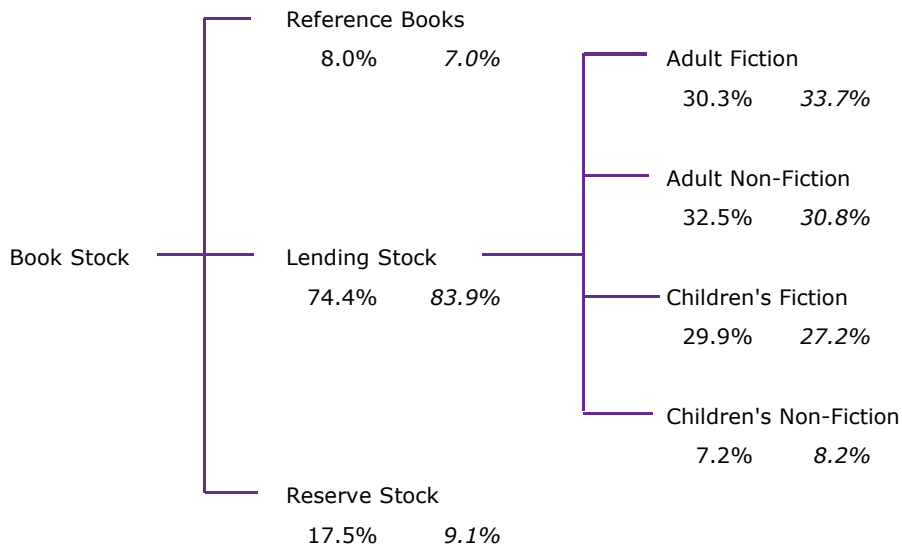 Reference Books
8.0% 7.0%
Adult Fiction
30.3% 33.7%
Adult Non-Fiction
32.5% 30.8%
Book Stock
Lending Stock
74.4% 83.9%
Children's Fiction
29.9% 27.2%
Children's Non-Fiction
7.2% 8.2%
Reserve Stock
17.5% 9.1%